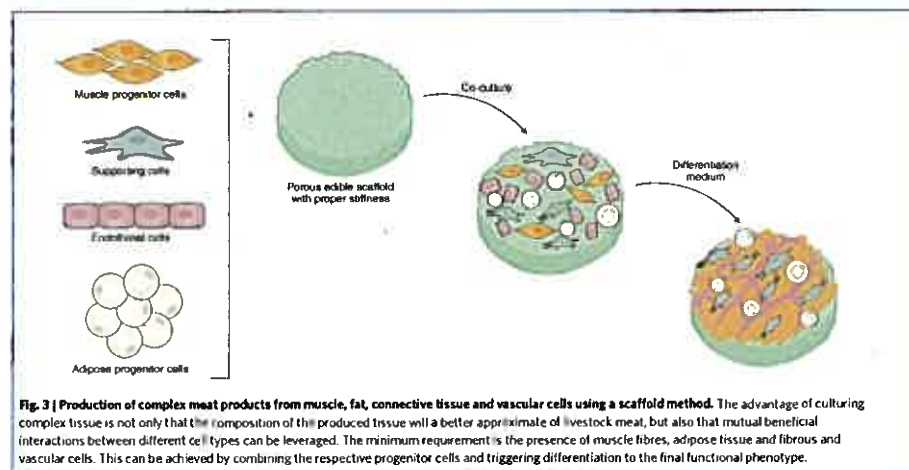 Muscle progenitor cells
Supporting cells
Endothelial cells
Adipose progenitor cells
Porous edible scaffold
with proper stiffness
Co-culture
Differentiation
medium
Fig. 3 | Production of complex meat products from muscle, fat, connective tissue and vascular cells using a scaffold method. The advantage of culturing
complex tissue is not only that the composition of the produced tissue will a better approximate of livestock meat, but also that mutual beneficial
interactions between different cell types can be leveraged. The minimum requirement is the presence of muscle fibres, adipose tissue and fibrous and
vascular cells. This can be achieved by combining the respective progenitor cells and triggering differentiation to the final functional phenotype.